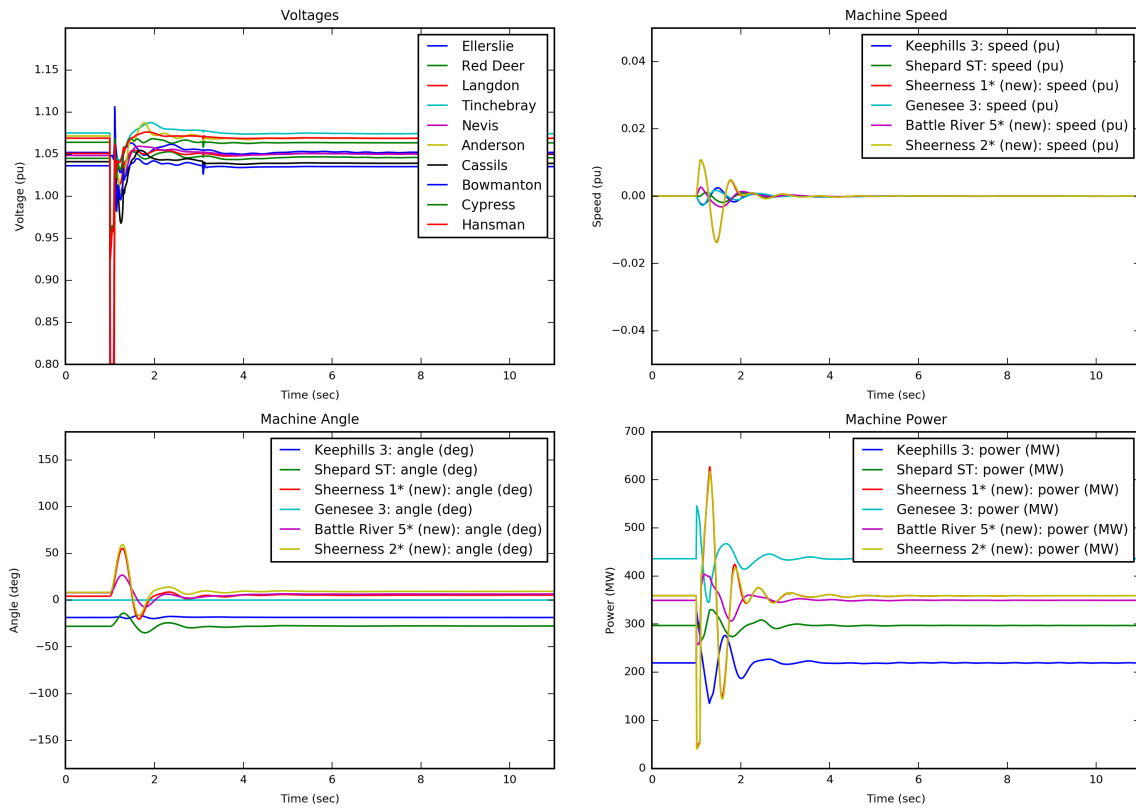 Voltages
1.15
1.10
1.05
1.00
0.95
0.90
0.85
0.80
Voltage (pu)
Ellerslie
Red Deer
Langdon
Tinchebray
Nevis
Anderson
Cassils
Bowmanton
Cypress
Hansman
0 2 4 6 8 10
Time (sec)
Machine Speed
0.04
0.02
0.00
−0.02
−0.04
Speed (pu)
Keephills 3: speed (pu)
Shepard ST: speed (pu)
Sheerness 1* (new): speed (pu)
Genesee 3: speed (pu)
Battle River 5* (new): speed (pu)
Sheerness 2* (new): speed (pu)
0 2 4 6 8 10
Time (sec)
Machine Angle
150
100
50
0
−50
−100
−150
Angle (deg)
Keephills 3: angle (deg)
Shepard ST: angle (deg)
Sheerness 1* (new): angle (deg)
Genesee 3: angle (deg)
Battle River 5* (new): angle (deg)
Sheerness 2* (new): angle (deg)
0 2 4 6 8 10
Time (sec)
Machine Power
700
600
500
400
300
200
100
0
Power (MW)
Keephills 3: power (MW)
Shepard ST: power (MW)
Sheerness 1* (new): power (MW)
Genesee 3: power (MW)
Battle River 5* (new): power (MW)
Sheerness 2* (new): power (MW)
0 2 4 6 8 10
Time (sec)